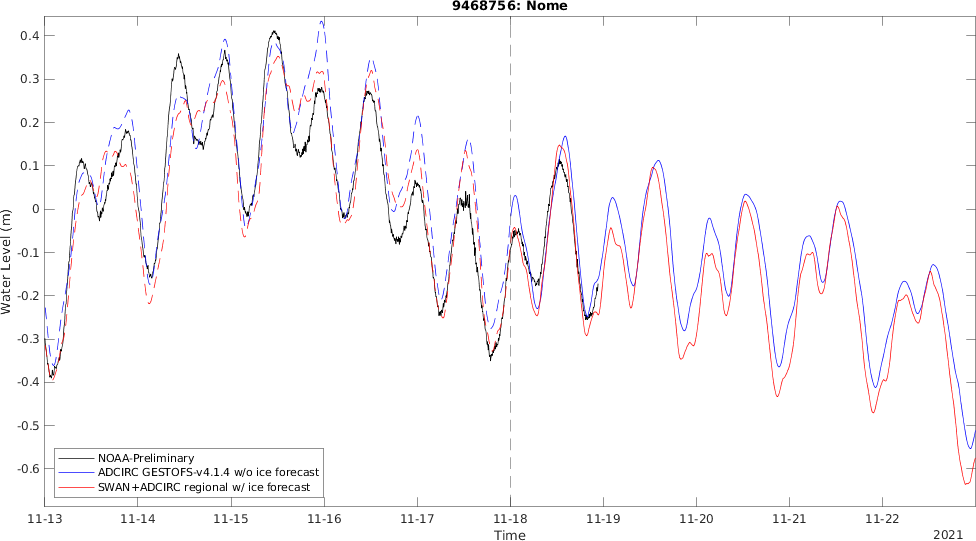 9468756: Nome
0.4
0.3
0.2
0.1
0
-0.1
-0.2
-0.3
-0.4
-0.5
-0.6
Water Level (m)
NOAA-Preliminary
ADCIRC GESTOFS-v4.1.4 w/o ice forecast
SWAN+ADCIRC regional w/ ice forecast
11-13 11-14 11-15 11-16 11-17 11-18 11-19 11-20 11-21 11-22
Time
2021